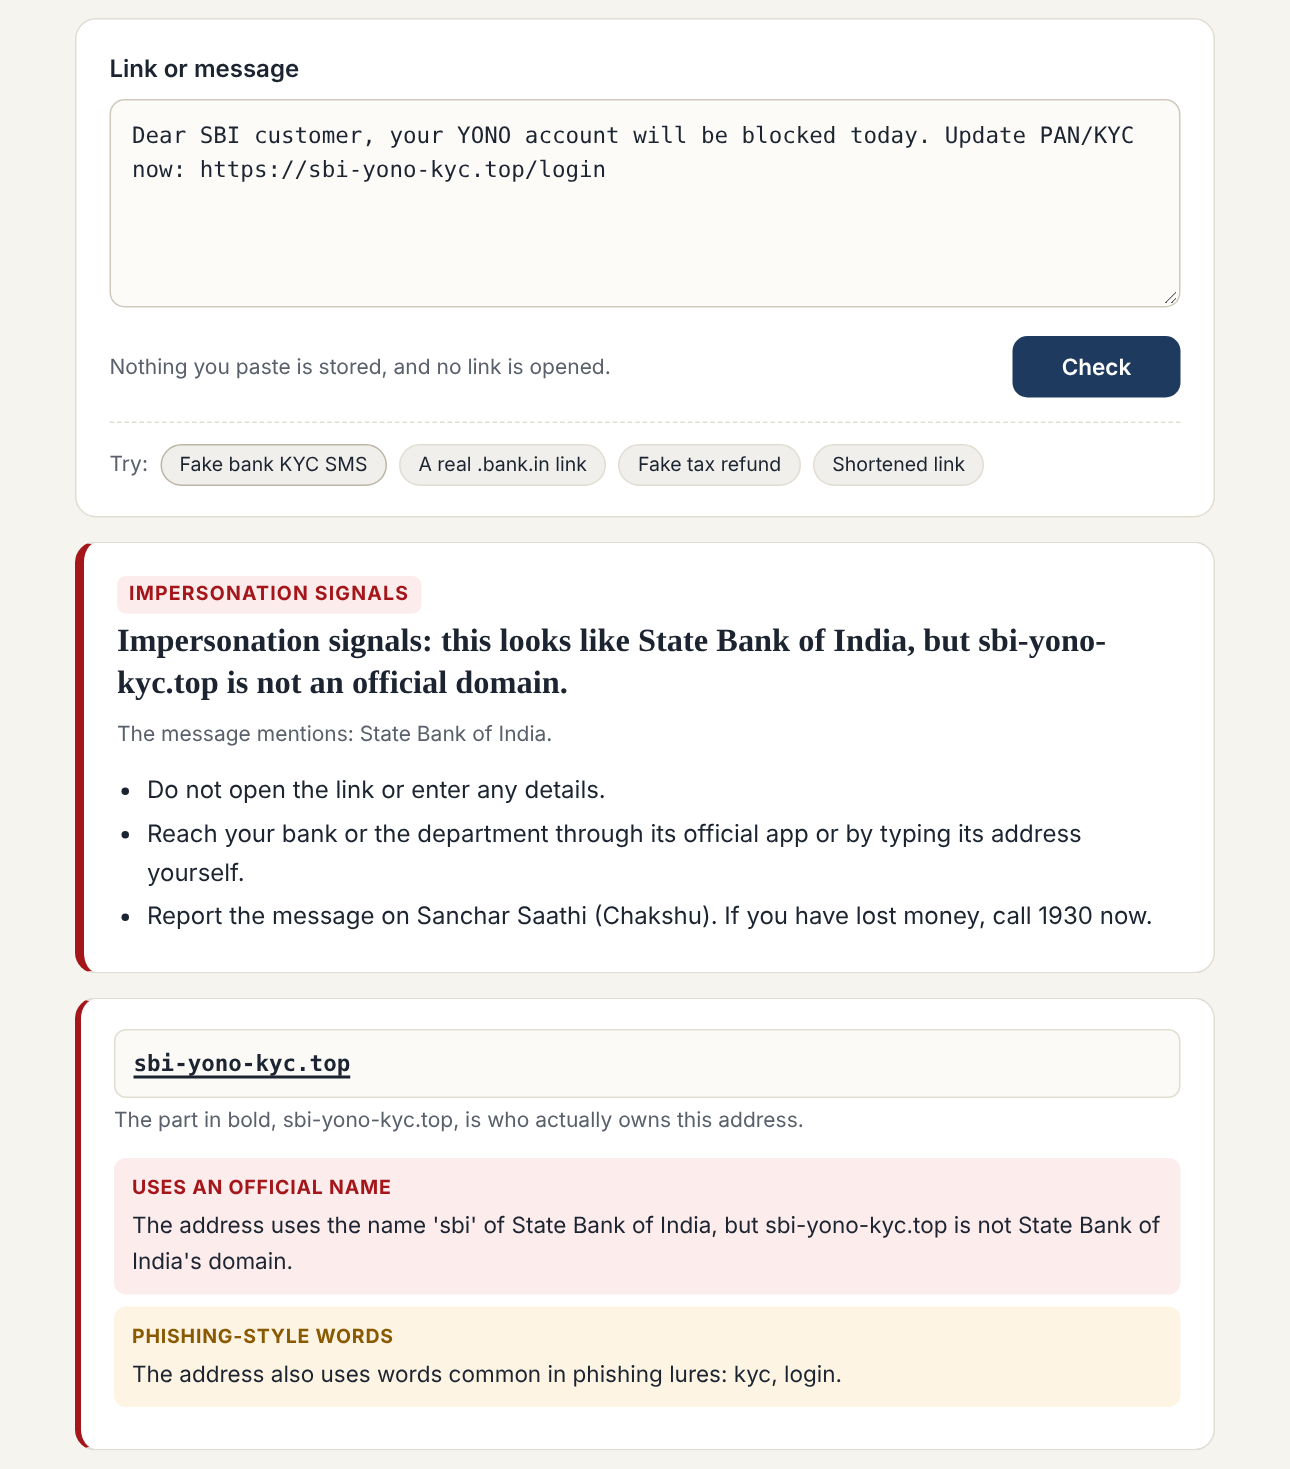 Link or message
Dear SBI customer, your YONO account will be blocked today. Update PAN/KYC
now: https://sbi-yono-kyc.top/login
Nothing you paste is stored, and no link is opened.
Check
Try: Fake bank KYC SMS A real .bank.in link Fake tax refund Shortened link
IMPERSONATION SIGNALS
Impersonation signals: this looks like State Bank of India, but sbi-yono-
kyc.top is not an official domain.
The message mentions: State Bank of India.
• Do not open the link or enter any details.
• Reach your bank or the department through its official app or by typing its address
yourself.
• Report the message on Sanchar Saathi (Chakshu). If you have lost money, call 1930 now.
sbi-yono-kyc.top
The part in bold, sbi-yono-kyc.top, is who actually owns this address.
USES AN OFFICIAL NAME
The address uses the name 'sbi' of State Bank of India, but sbi-yono-kyc.top is not State Bank of
India's domain.
PHISHING-STYLE WORDS
The address also uses words common in phishing lures: kyc, login.